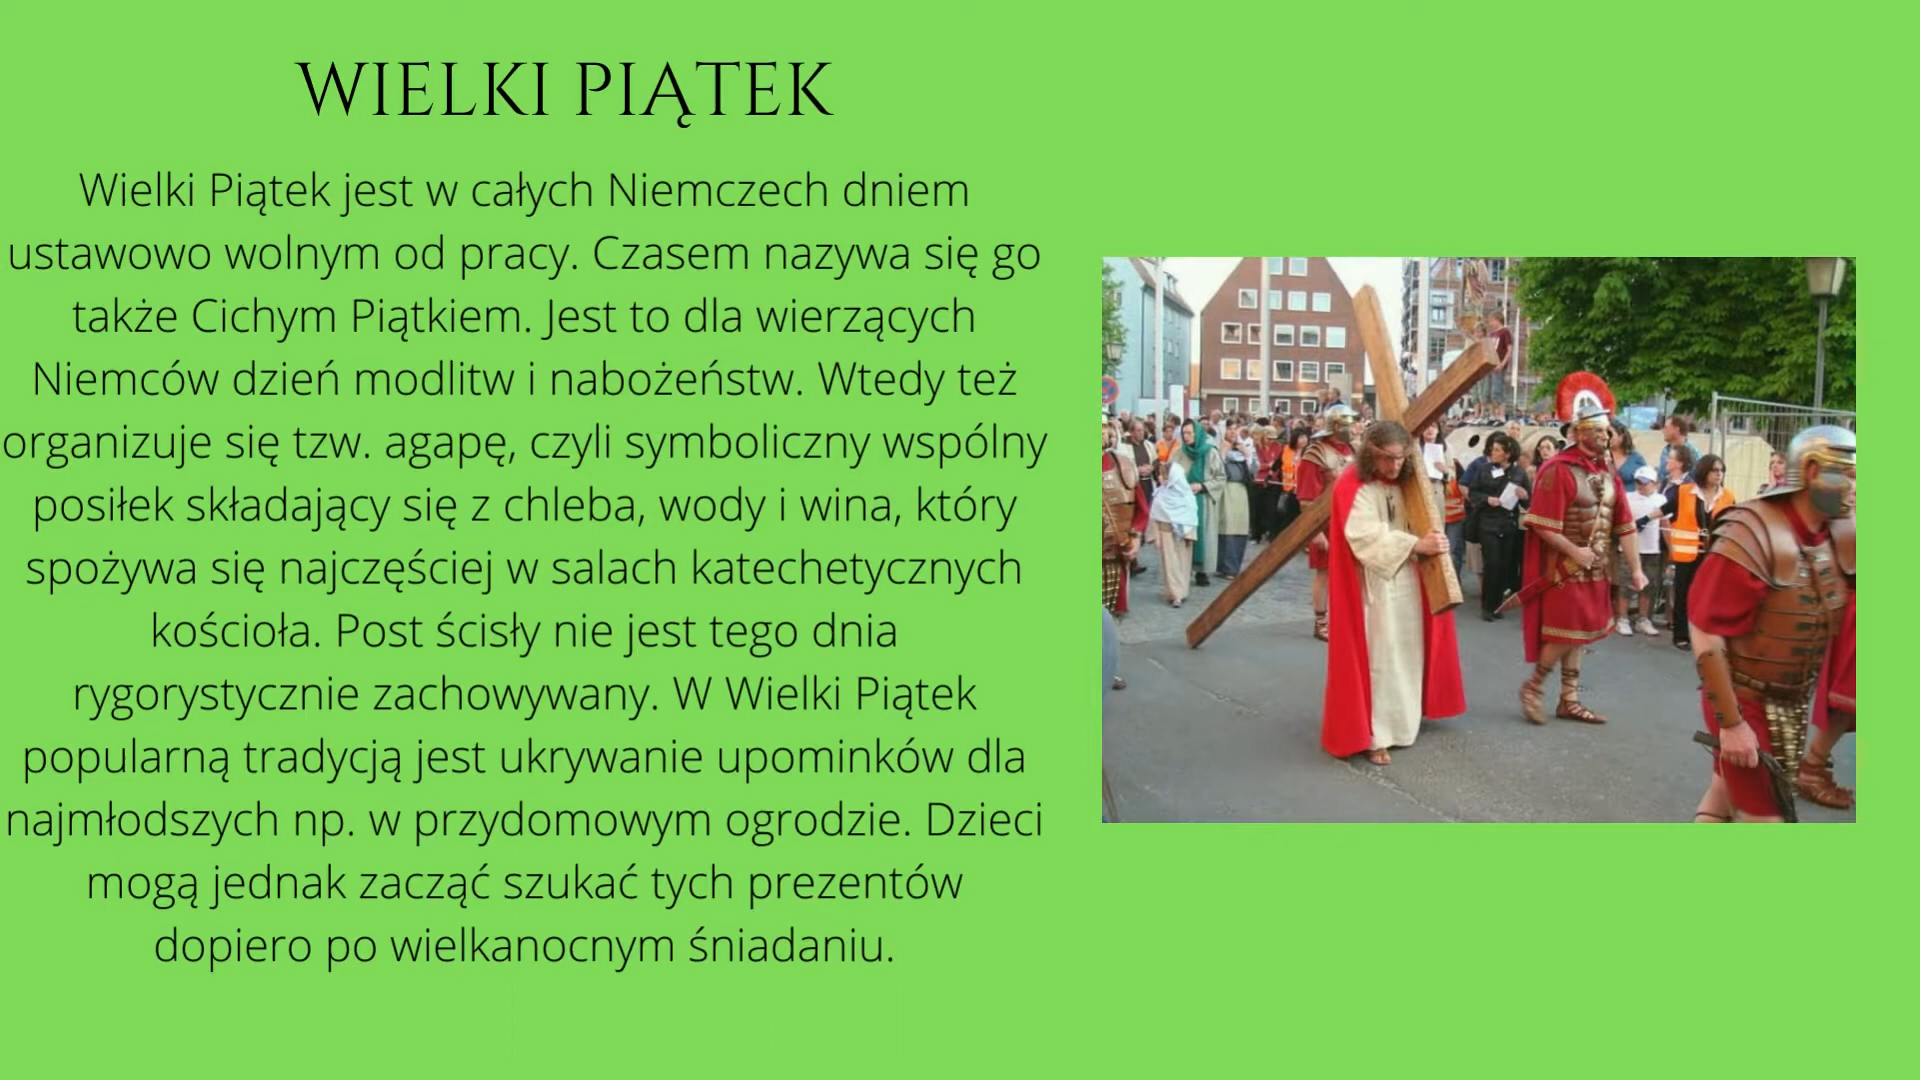 WIELKI PIĄTEK
Wielki Piątek jest w całych Niemczech dniem
ustawowo wolnym od pracy. Czasem nazywa się go
także Cichym Piątkiem. Jest to dla wierzących
Niemców dzień modlitw i nabożeństw. Wtedy też
organizuje się tzw. agapę, czyli symboliczny wspólny
posiłek składający się z chleba, wody i wina, który
spożywa się najczęściej w salach katechetycznych
kościoła. Post ścisły nie jest tego dnia
rygorystycznie zachowywany. W Wielki Piątek
popularną tradycją jest ukrywanie upominków dla
najmłodszych np. w przydomowym ogrodzie. Dzieci
mogą jednak zacząć szukać tych prezentów
dopiero po wielkanocnym śniadaniu.